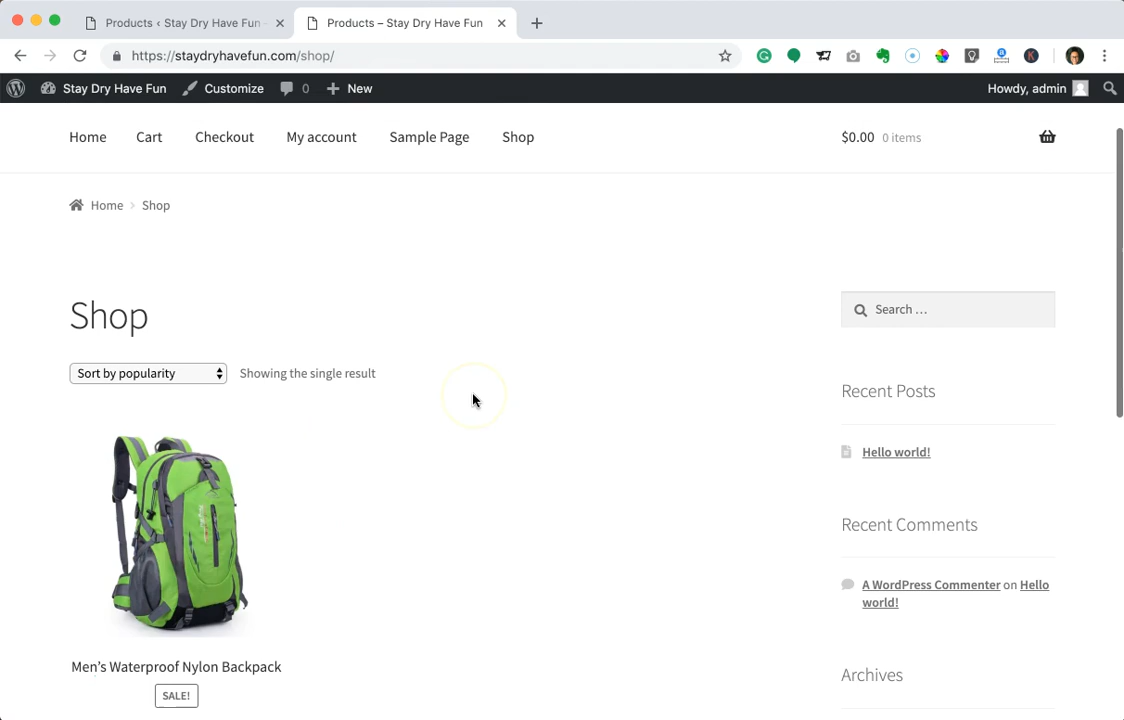 Products ‹ Stay Dry Have Fun
Products – Stay Dry Have Fun
https://staydryhavefun.com/shop/
Stay Dry Have Fun
Customize
0
New
Howdy, admin
Home
Cart
Checkout
My account
Sample Page
Shop
$0.00 0 items
Home
Shop
Shop
Search …
Sort by popularity
Showing the single result
Recent Posts
Hello world!
Recent Comments
A WordPress Commenter on Hello
world!
Men’s Waterproof Nylon Backpack
SALE!
Archives